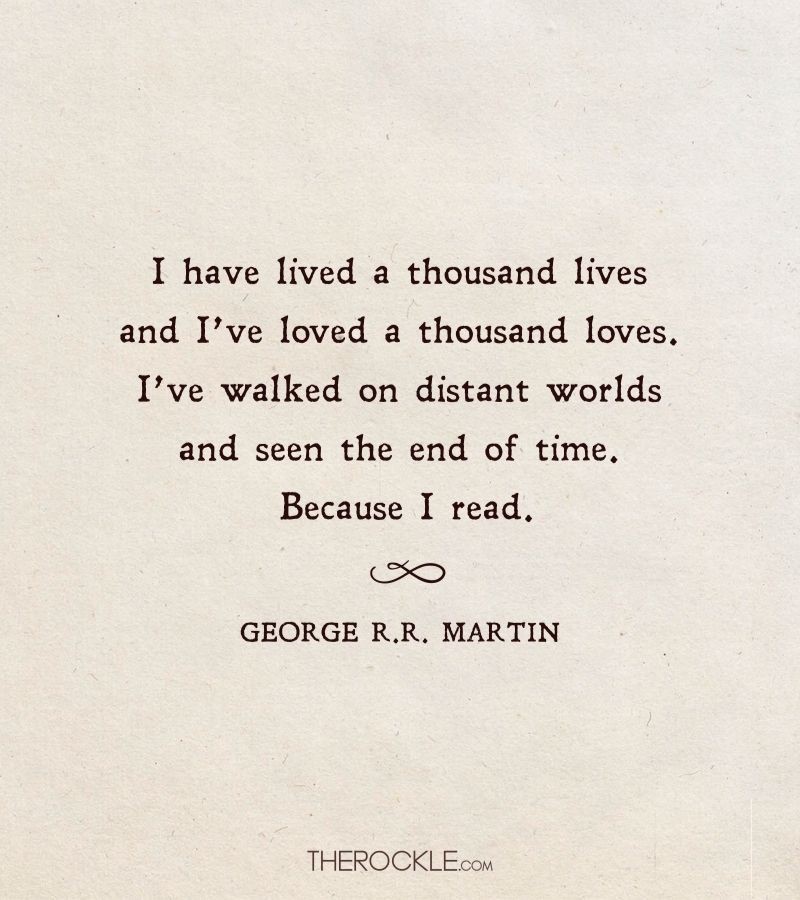 I have lived a thousand lives
and I've loved a thousand loves.
I've walked on distant worlds
and seen the end of time.
Because I read.
GEORGE R.R. MARTIN
THEROCKLE.COM